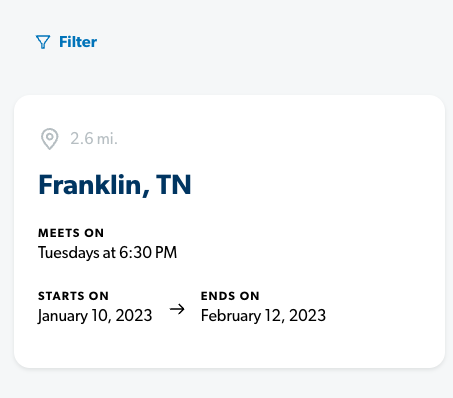 Filter
2.6 mi.
Franklin, TN
MEETS ON
Tuesdays at 6:30 PM
STARTS ON
January 10, 2023
→
ENDS ON
February 12, 2023